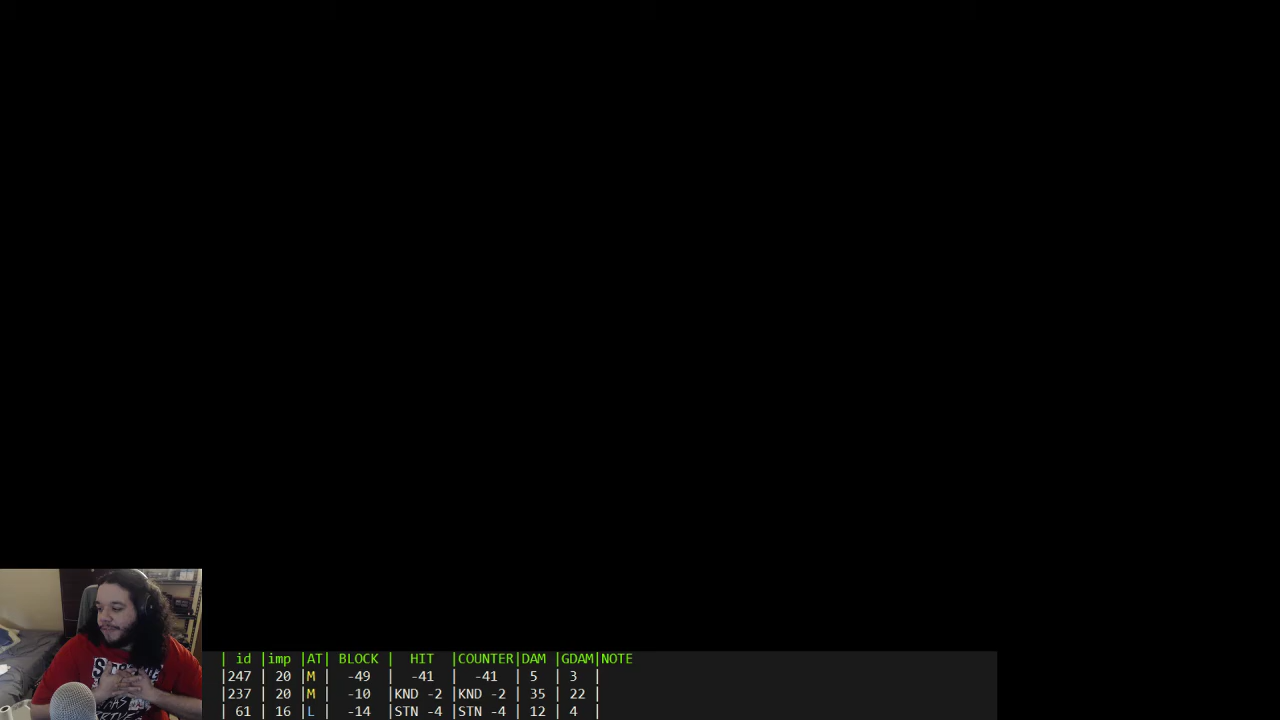 | id |imp |AT| BLOCK | HIT |COUNTER|DAM |GDAM|NOTE
|247 | 20 |M | -49 | -41 | -41 | 5 | 3 |
|237 | 20 |M | -10 |KND -2 |KND -2 | 35 | 22 |
| 61 | 16 |L | -14 |STN -4 |STN -4 | 12 | 4 |